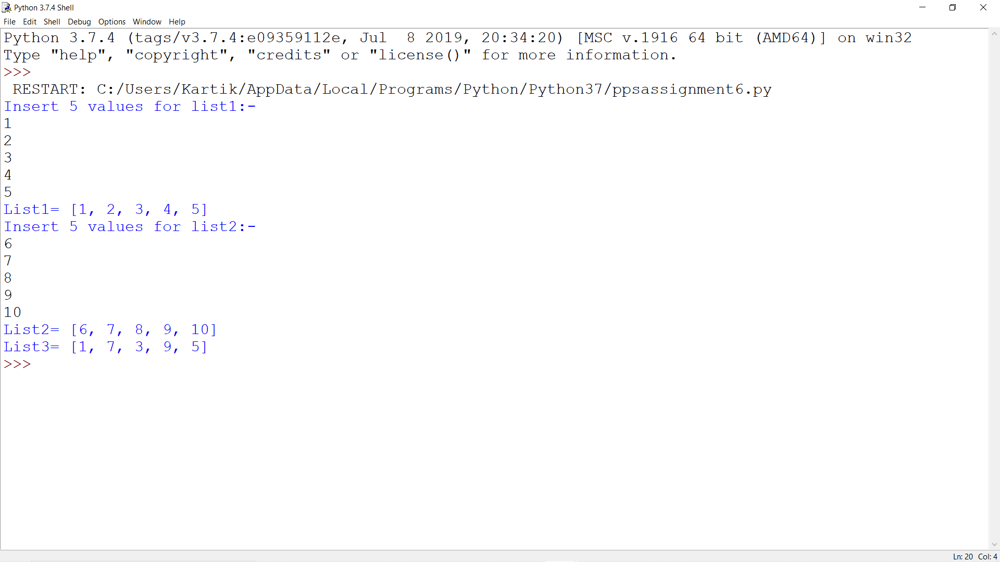 Python 3.7.4 Shell
File Edit Shell Debug Options Window Help
Python 3.7.4 (tags/v3.7.4:e09359112e, Jul  8 2019, 20:34:20) [MSC v.1916 64 bit (AMD64)] on win32
Type "help", "copyright", "credits" or "license()" for more information.
>>>
 RESTART: C:/Users/Kartik/AppData/Local/Programs/Python/Python37/ppsassignment6.py
Insert 5 values for list1:-
1
2
3
4
5
List1= [1, 2, 3, 4, 5]
Insert 5 values for list2:-
6
7
8
9
10
List2= [6, 7, 8, 9, 10]
List3= [1, 7, 3, 9, 5]
>>>
Ln: 20 Col: 4